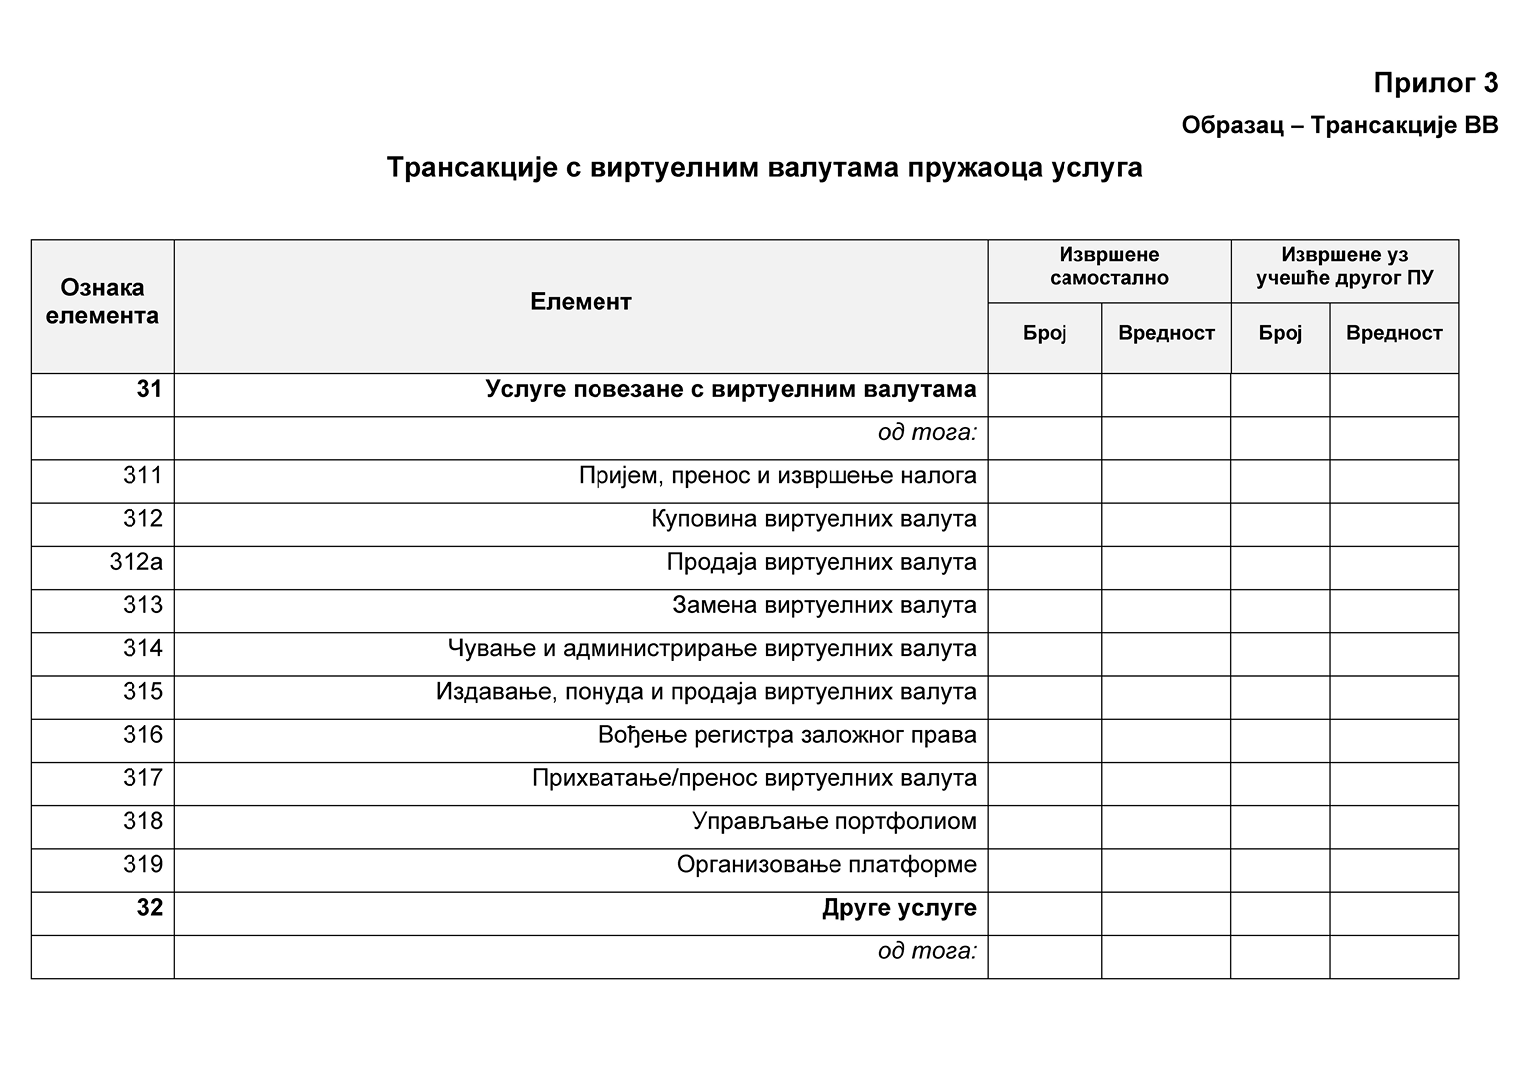 Прилог 3
Образац – Трансакције ВВ
Трансакције с виртуелним валутама пружаоца услуга
Ознака
елемента
Елемент
Извршене
самостално
Извршене уз
учешће другог ПУ
Број
Вредност
Број
Вредност
31 Услуге повезане с виртуелним валутама
од тога:
311 Пријем, пренос и извршење налога
312 Куповина виртуелних валута
312а Продаја виртуелних валута
313 Замена виртуелних валута
314 Чување и администрирање виртуелних валута
315 Издавање, понуда и продаја виртуелних валута
316 Вођење регистра заложног права
317 Прихватање/пренос виртуелних валута
318 Управљање портфолиом
319 Организовање платформе
32 Друге услуге
од тога: